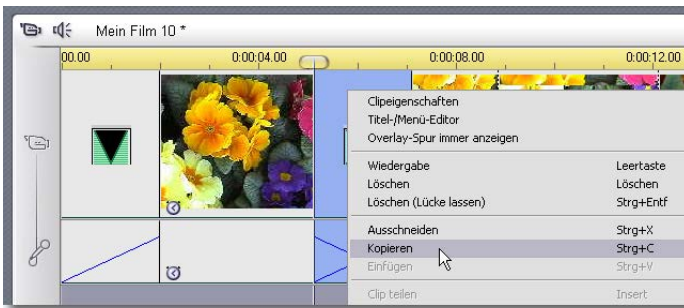 Mein Film 10 *
00.00 0:00:04.00 0:00:08.00 0:00:12.00
Clipeigenschaften
Titel-/Menü-Editor
Overlay-Spur immer anzeigen
Wiedergabe Leertaste
Löschen Löschen
Löschen (Lücke lassen) Strg+Entf
Ausschneiden Strg+X
Kopieren Strg+C
Einfügen Strg+V
Clip teilen Insert